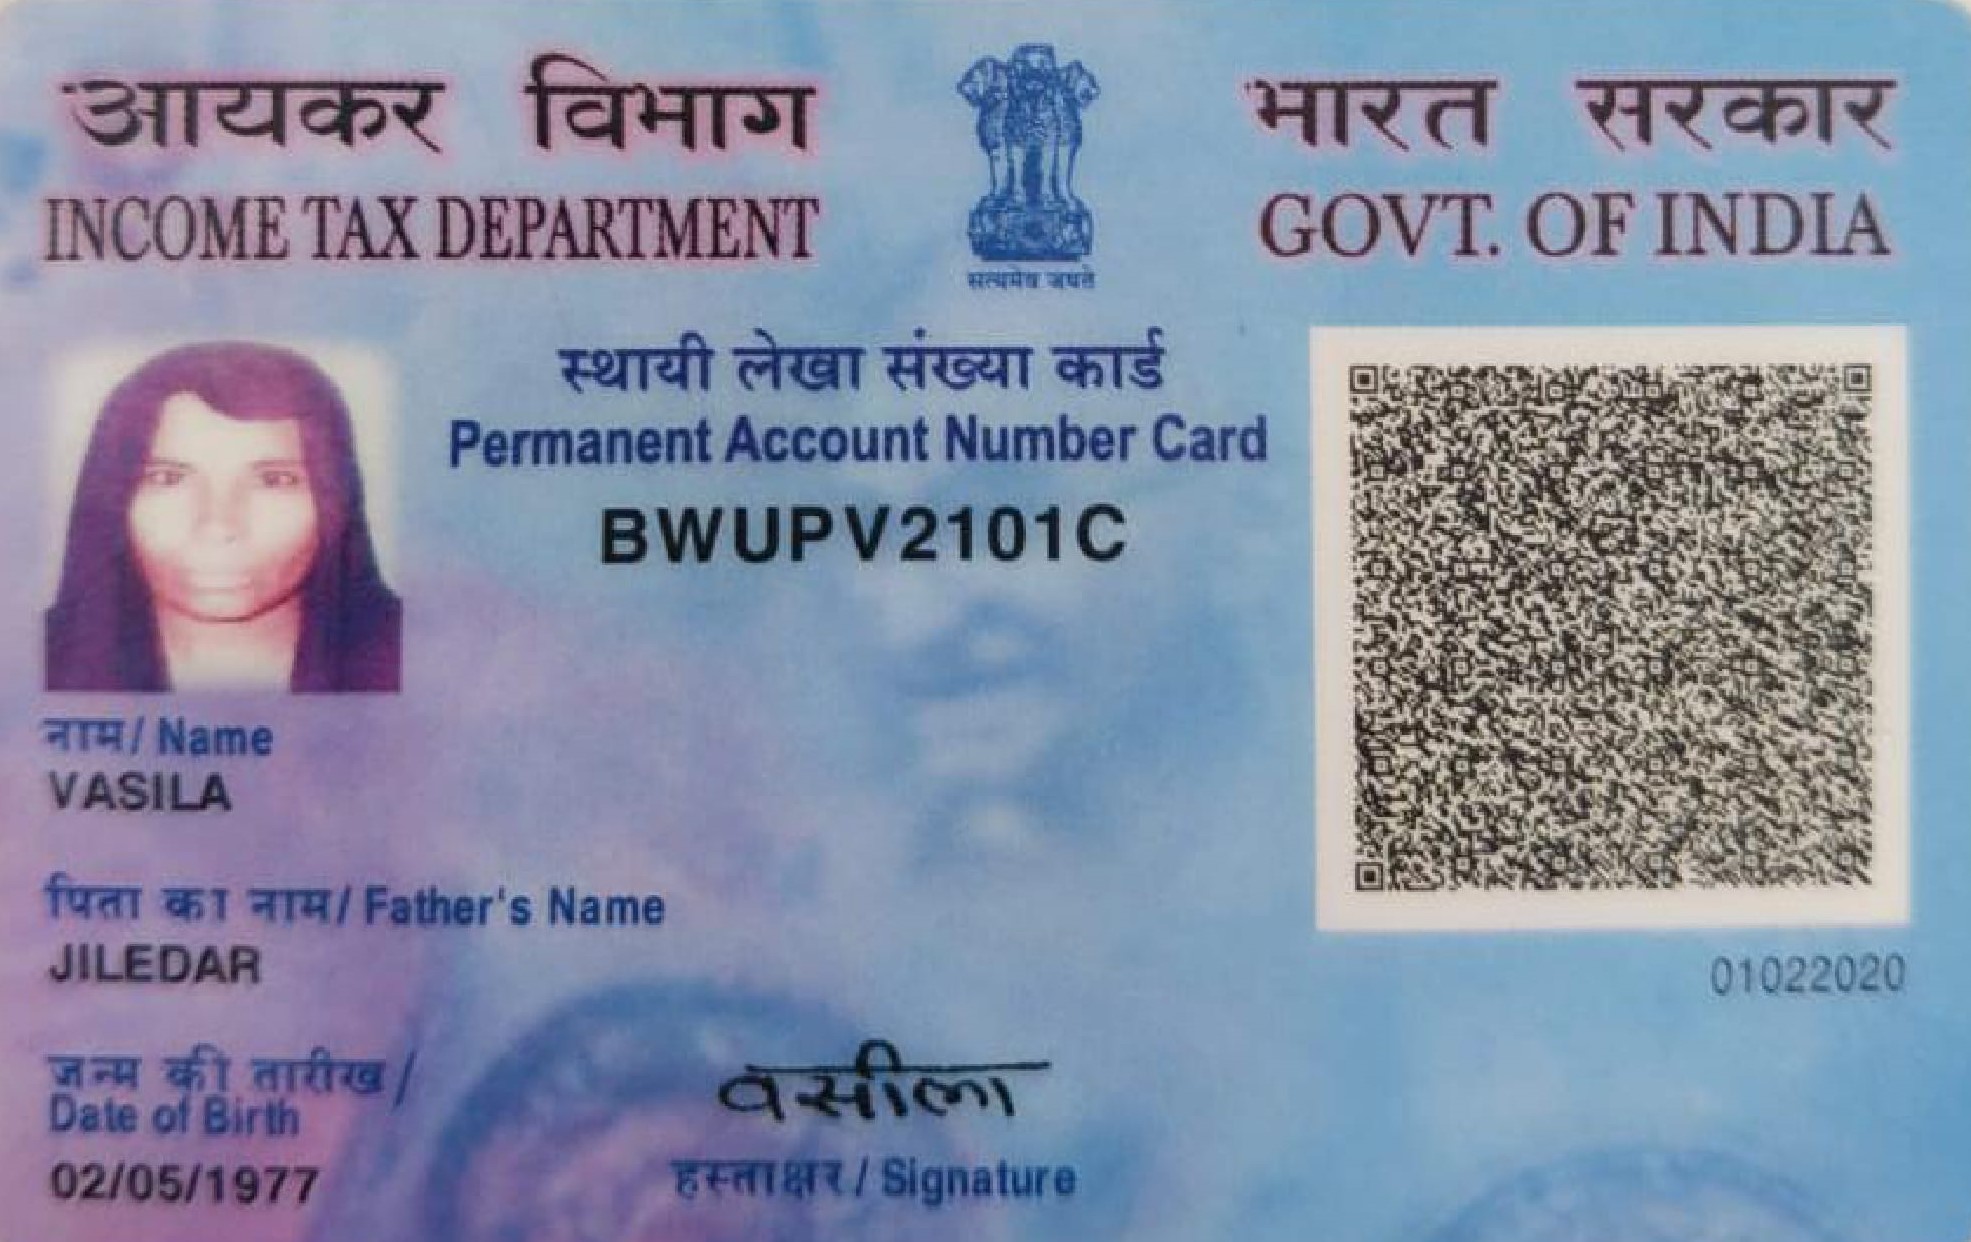 आयकर विभाग
INCOME TAX DEPARTMENT
सत्यमेव जयते
भारत सरकार
GOVT. OF INDIA
स्थायी लेखा संख्या कार्ड
Permanent Account Number Card
BWUPV2101C
नाम/ Name
VASILA
पिता का नाम/ Father's Name
JILEDAR
01022020
जन्म की तारीख /
Date of Birth
02/05/1977
वसीला
हस्ताक्षर / Signature